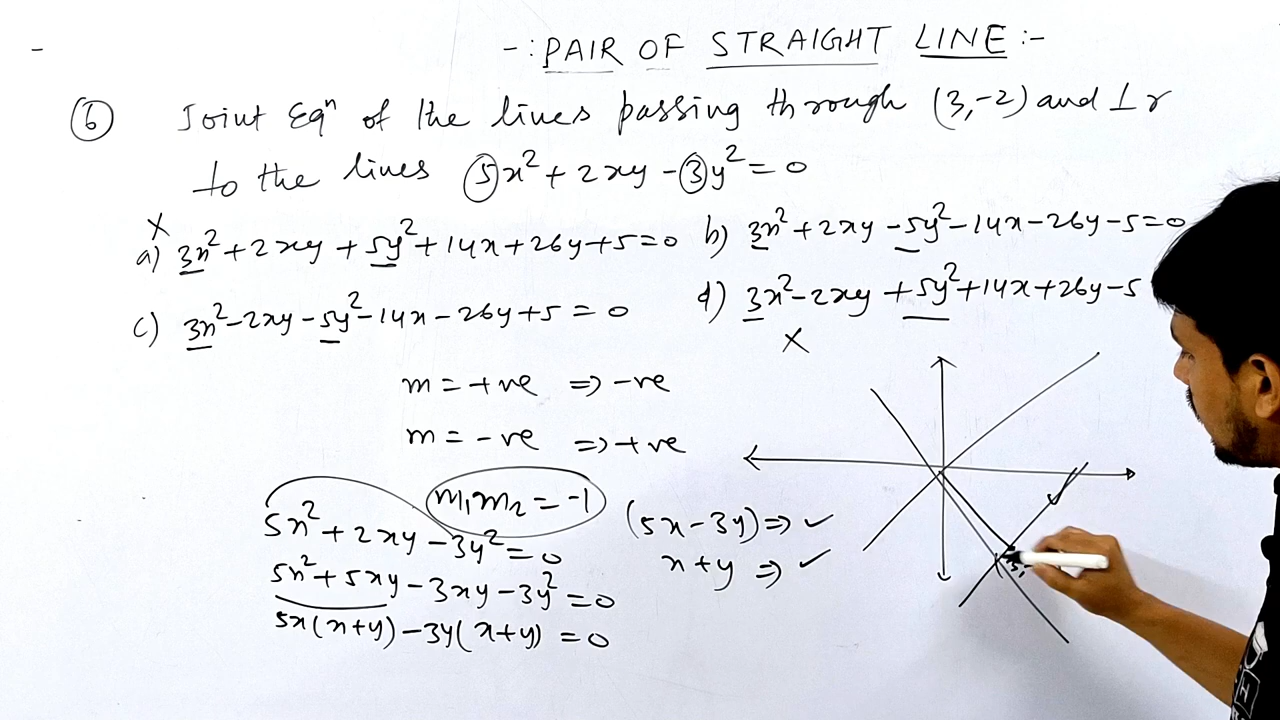 -: PAIR OF STRAIGHT LINE :-
⑥ Joint Eqⁿ of the lines passing through (3,-2) and ⊥r
to the lines 5x² + 2xy - 3y² = 0
X
a) 3x² + 2xy + 5y² + 14x + 26y + 5 = 0 b) 3x² + 2xy - 5y² - 14x - 26y - 5 = 0
c) 3x² - 2xy - 5y² - 14x - 26y + 5 = 0 d) 3x² - 2xy + 5y² + 14x + 26y - 5
X
m = +ve ⇒ -ve
m = -ve ⇒ +ve
m₁m₂ = -1
5x² + 2xy - 3y² = 0 (5x - 3y) ⇒ ✓
5x² + 5xy - 3xy - 3y² = 0 x + y ⇒ ✓
5x(x+y) - 3y(x+y) = 0